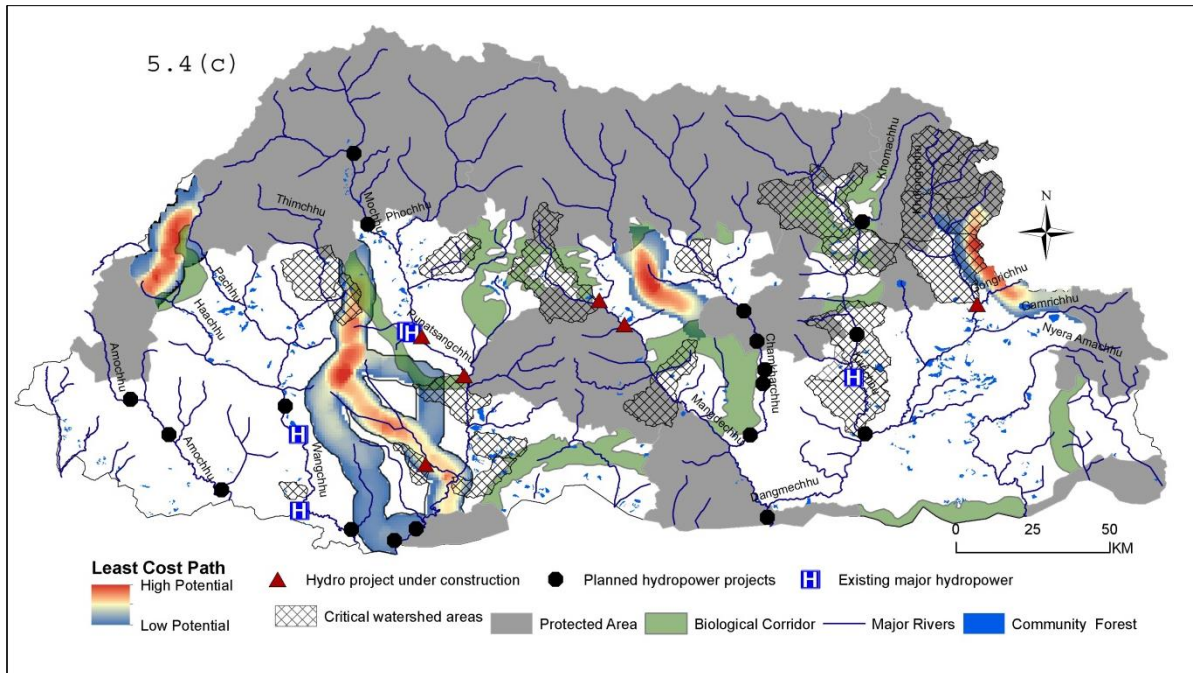 5.4(c)
Khomachhu
Kholongchhu
N
Thimchhu
Mochhu
Phochhu
Pachhu
Haachhu
Punatsangchhu
Gongrichhu
Gamrichhu
Nyera Amachhu
Amochhu
Amochhu
Wangchhu
Chamkharchhu
Mangdechhu
Dangmechhu
0 25 50
KM
Least Cost Path
High Potential
Low Potential
Hydro project under construction
Planned hydropower projects
H Existing major hydropower
Critical watershed areas
Protected Area
Biological Corridor
Major Rivers
Community Forest